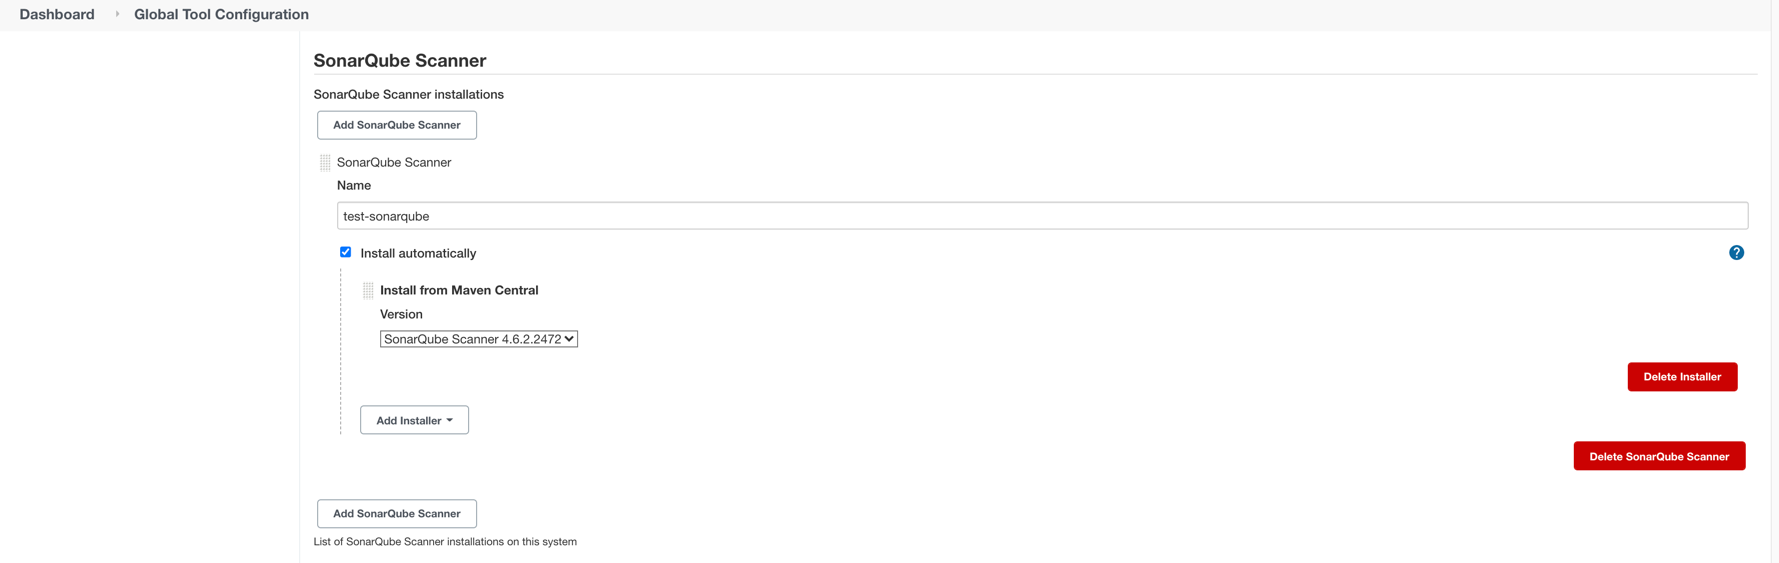 Dashboard
Global Tool Configuration
SonarQube Scanner
SonarQube Scanner installations
Add SonarQube Scanner
SonarQube Scanner
Name
test-sonarqube
Install automatically
?
Install from Maven Central
Version
SonarQube Scanner 4.6.2.2472
Delete Installer
Add Installer
Delete SonarQube Scanner
Add SonarQube Scanner
List of SonarQube Scanner installations on this system